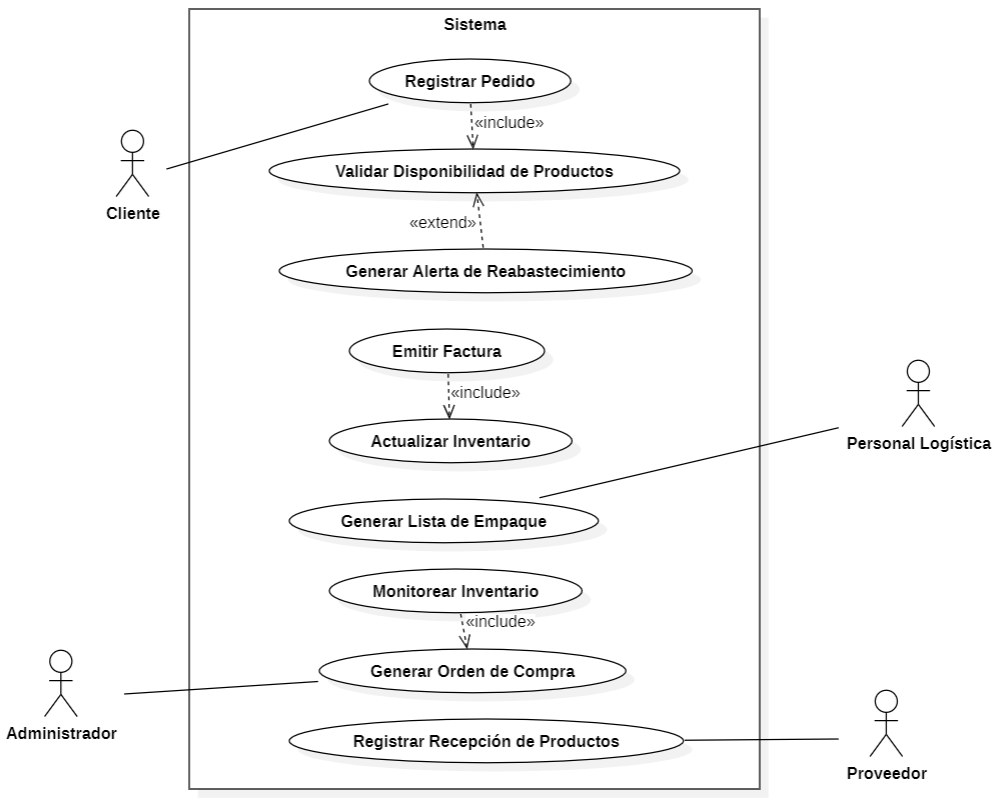 Sistema
Registrar Pedido
«include»
Validar Disponibilidad de Productos
Cliente
«extend»
Generar Alerta de Reabastecimiento
Emitir Factura
«include»
Actualizar Inventario
Personal Logística
Generar Lista de Empaque
Monitorear Inventario
«include»
Generar Orden de Compra
Administrador
Registrar Recepción de Productos
Proveedor